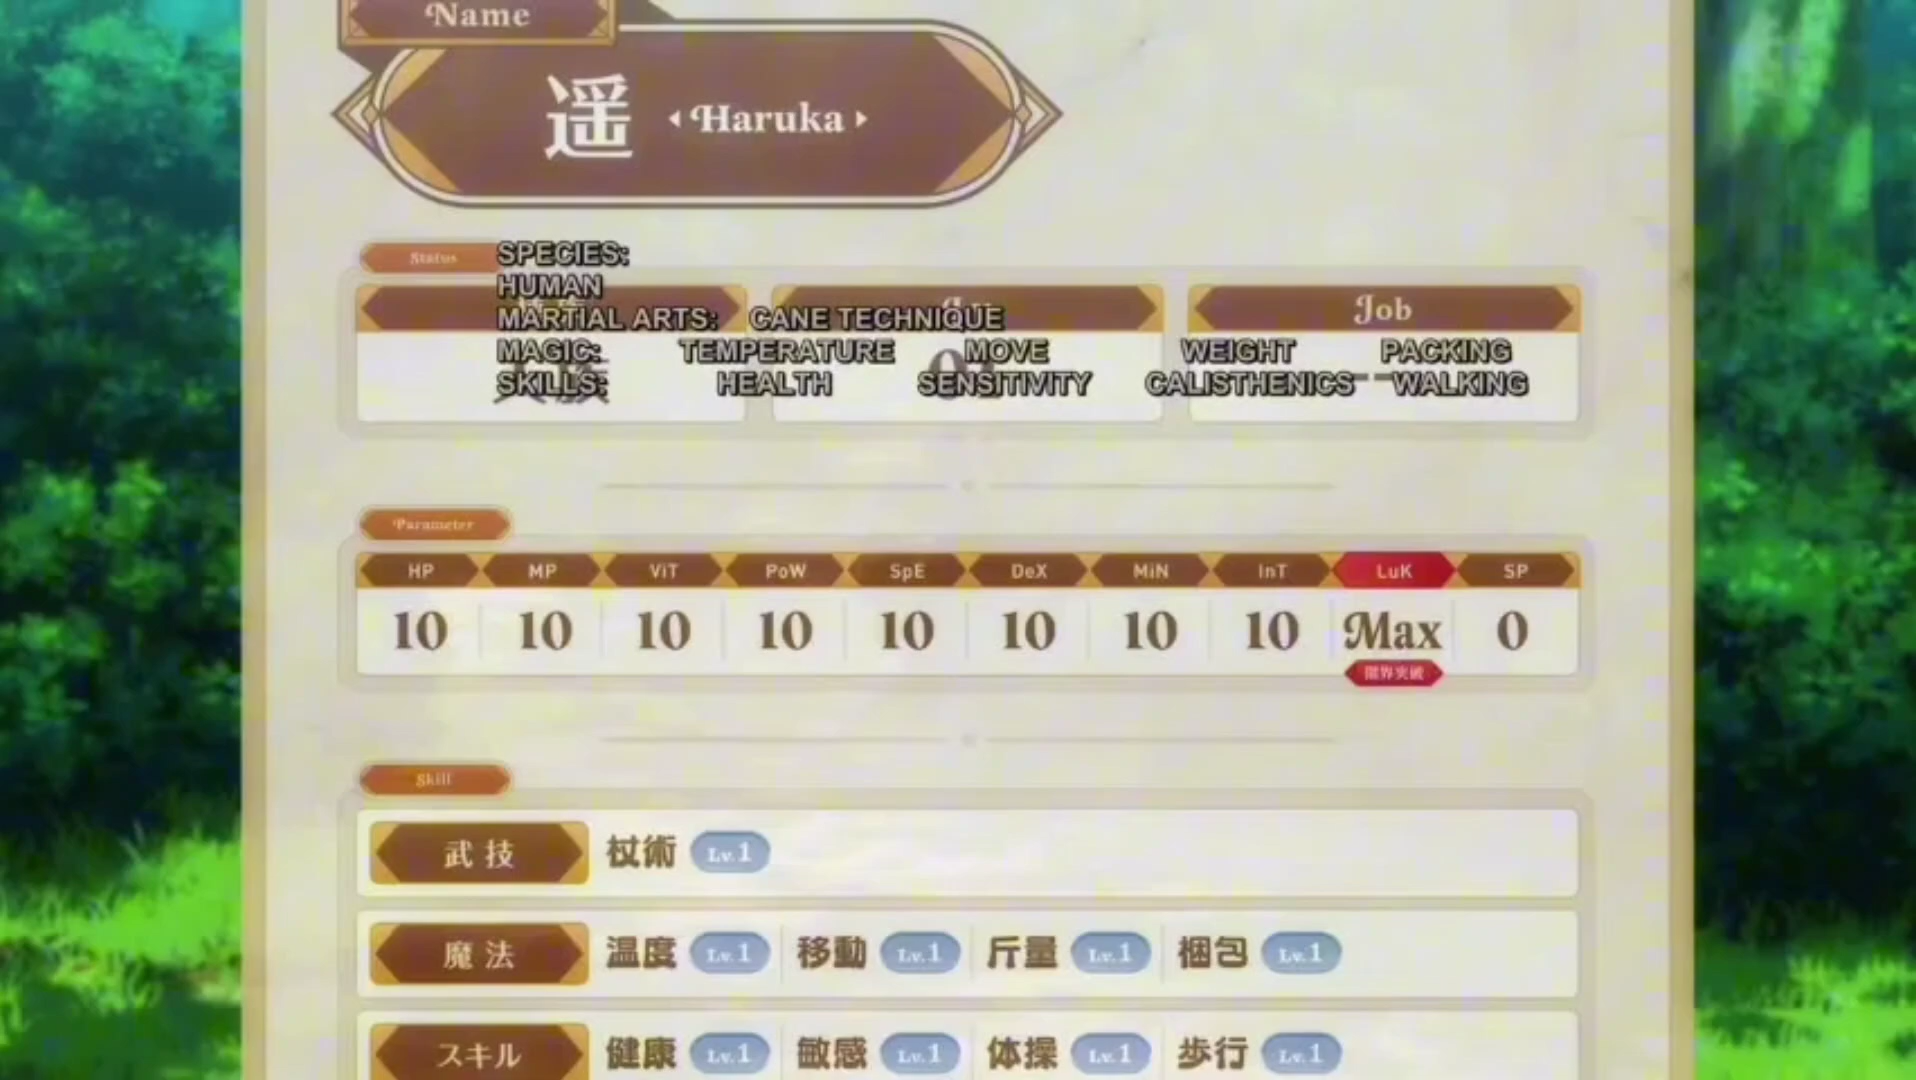 Name
遥 Haruka
Status
SPECIES:
HUMAN
Job
MARTIAL ARTS: CANE TECHNIQUE
MAGIC: TEMPERATURE MOVE WEIGHT PACKING
SKILLS: HEALTH SENSITIVITY CALISTHENICS WALKING
Parameter
HP MP ViT PoW SpE DeX MiN InT LuK SP
10 10 10 10 10 10 10 10 Max 0
限界突破
Skill
武技 杖術 Lv.1
魔法 温度 Lv.1 移動 Lv.1 斤量 Lv.1 梱包 Lv.1
スキル 健康 Lv.1 敏感 Lv.1 体操 Lv.1 歩行 Lv.1